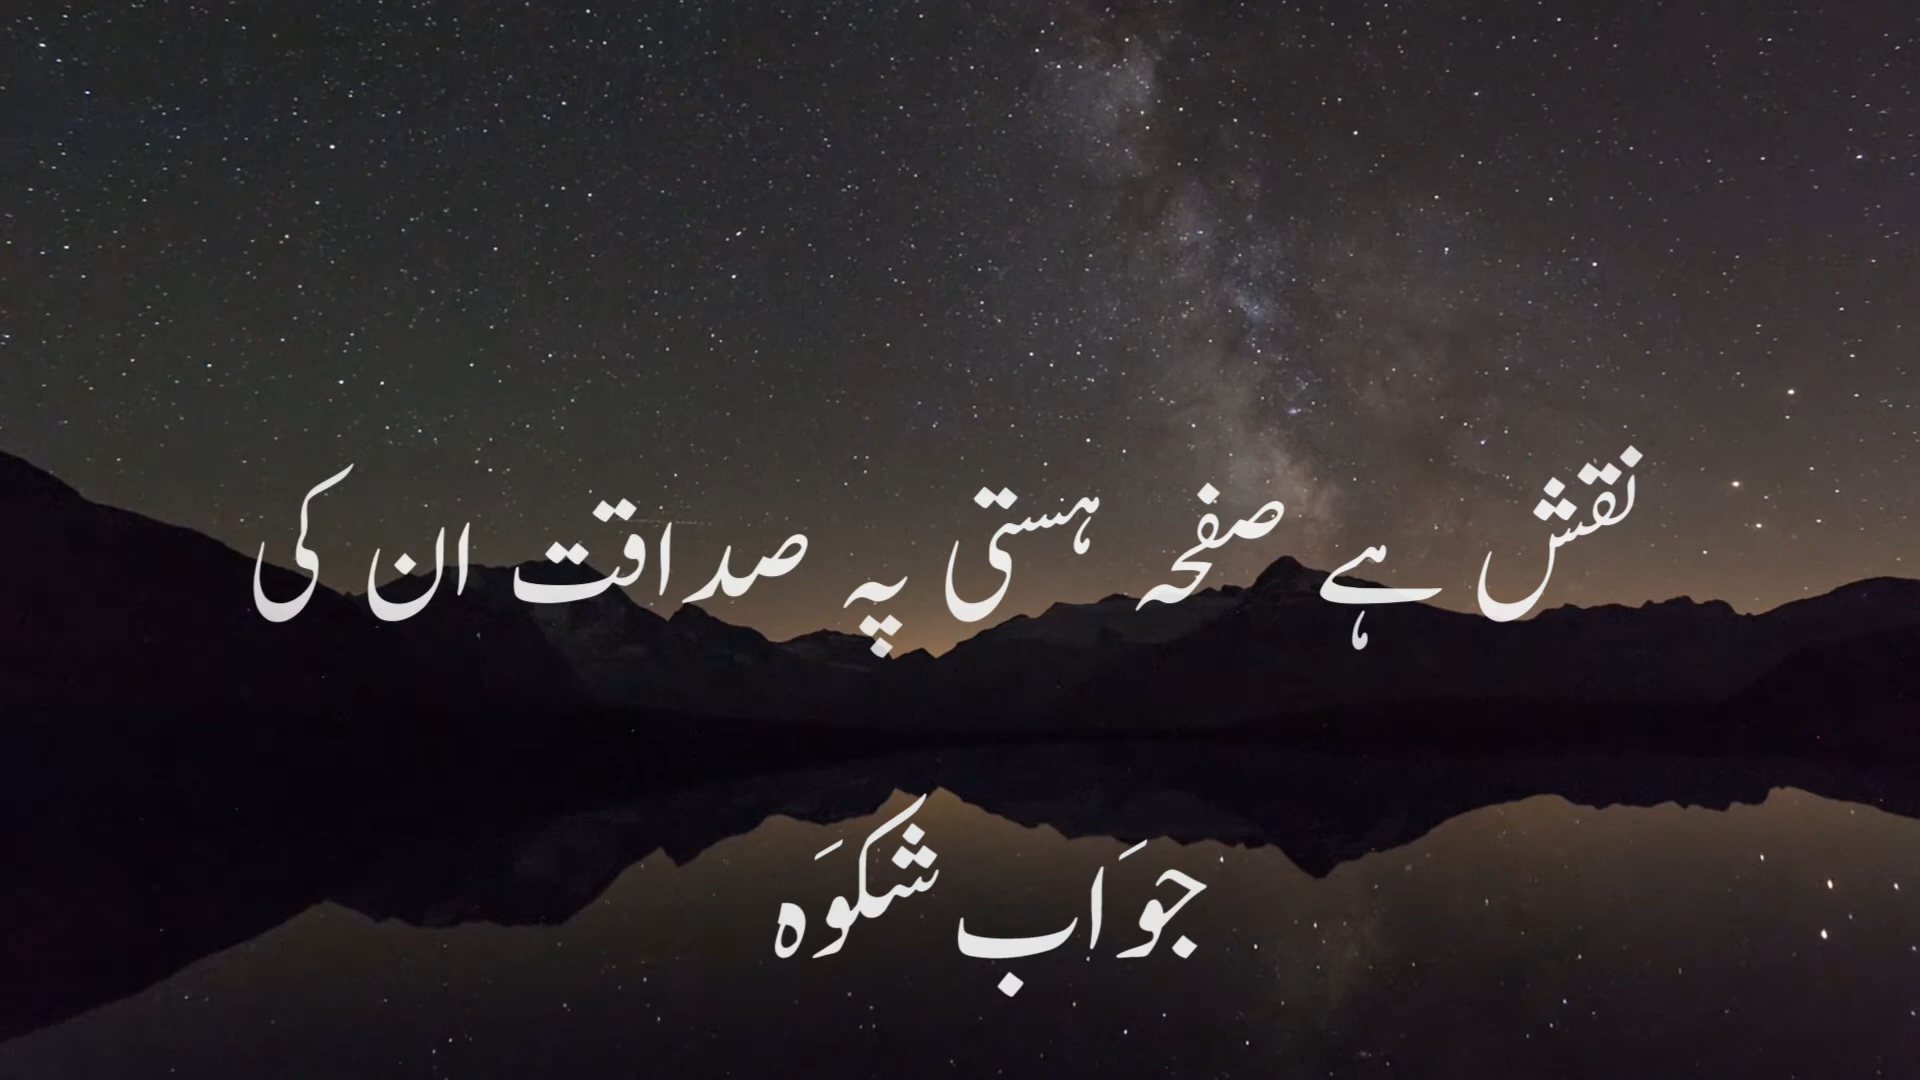 نقش ہے صفحہ ہستی پہ صداقت ان کی
جوَابِ شکوَہ